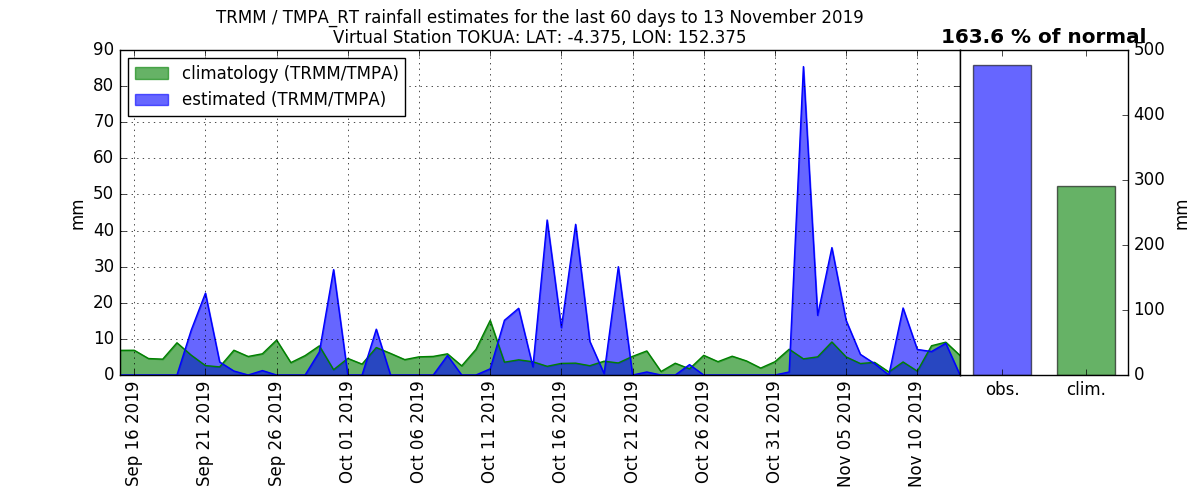 TRMM / TMPA_RT rainfall estimates for the last 60 days to 13 November 2019
Virtual Station TOKUA: LAT: -4.375, LON: 152.375
163.6 % of normal
climatology (TRMM/TMPA)
estimated (TRMM/TMPA)
mm
90
80
70
60
50
40
30
20
10
0
Sep 16 2019
Sep 21 2019
Sep 26 2019
Oct 01 2019
Oct 06 2019
Oct 11 2019
Oct 16 2019
Oct 21 2019
Oct 26 2019
Oct 31 2019
Nov 05 2019
Nov 10 2019
obs.
clim.
500
400
300
200
100
0
mm